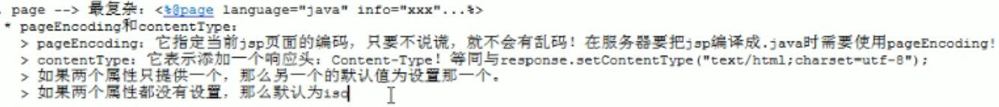 . page --> 最复杂：<%@page language="java" info="xxx"...%>
* pageEncoding和contentType：
> pageEncoding：它指定当前jsp页面的编码，只要不说谎，就不会有乱码！在服务器要把jsp编译成.java时需要使用pageEncoding!
> contentType：它表示添加一个响应头：Content-Type！等同与response.setContentType("text/html;charset=utf-8");
> 如果两个属性只提供一个，那么另一个的默认值为设置那一个。
> 如果两个属性都没有设置，那么默认为iso